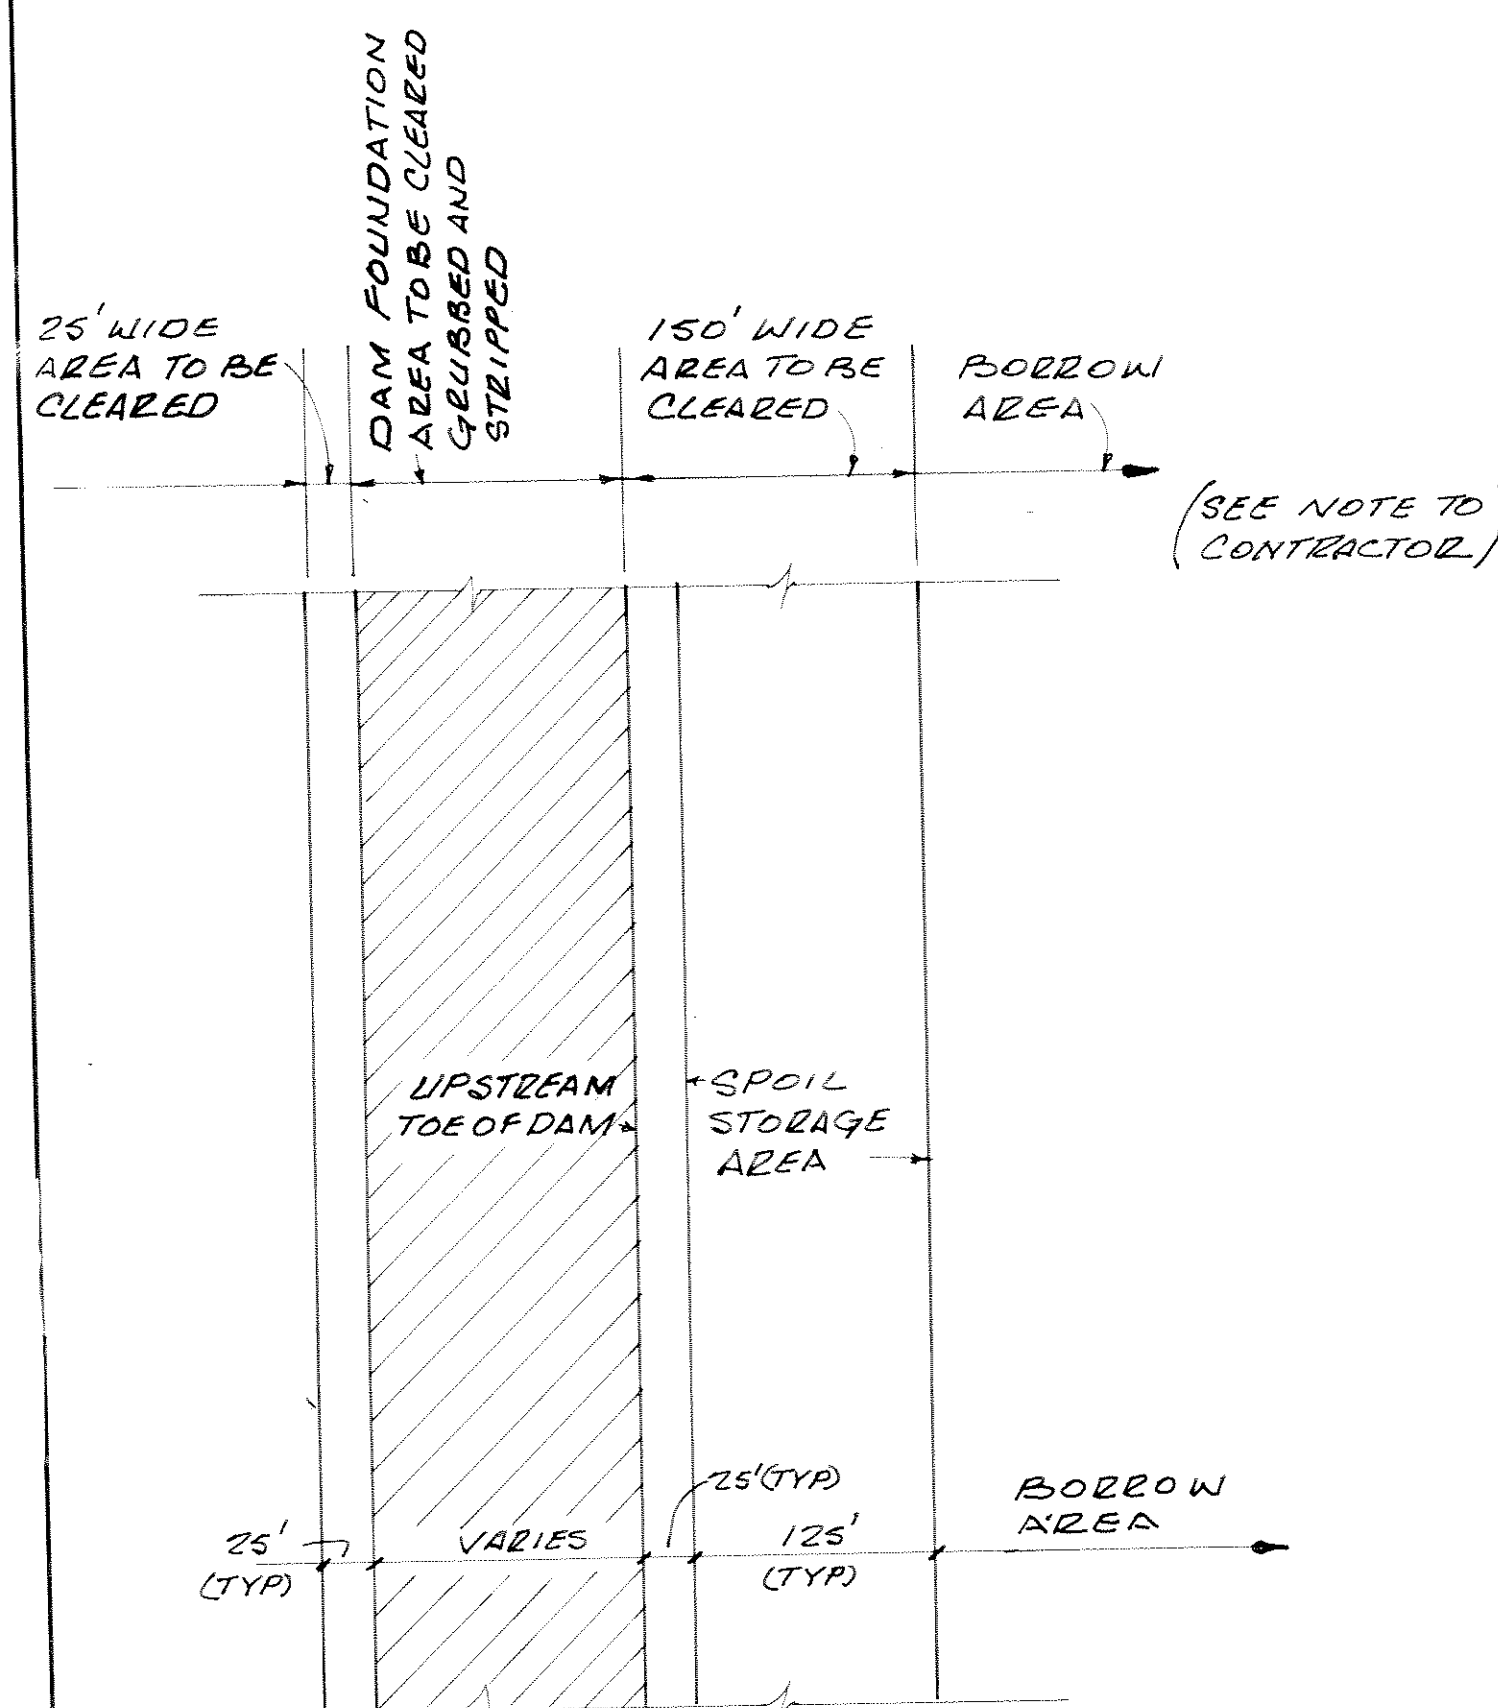 DAM FOUNDATION
AREA TO BE CLEARED
GRUBBED AND
STRIPPED
25' WIDE
AREA TO BE
CLEARED
150' WIDE
AREA TO BE
CLEARED
BORROW
AREA
(SEE NOTE TO
CONTRACTOR)
UPSTREAM
TOE OF DAM
SPOIL
STORAGE
AREA
25'
(TYP)
VARIES
25'(TYP)
125'
(TYP)
BORROW
AREA